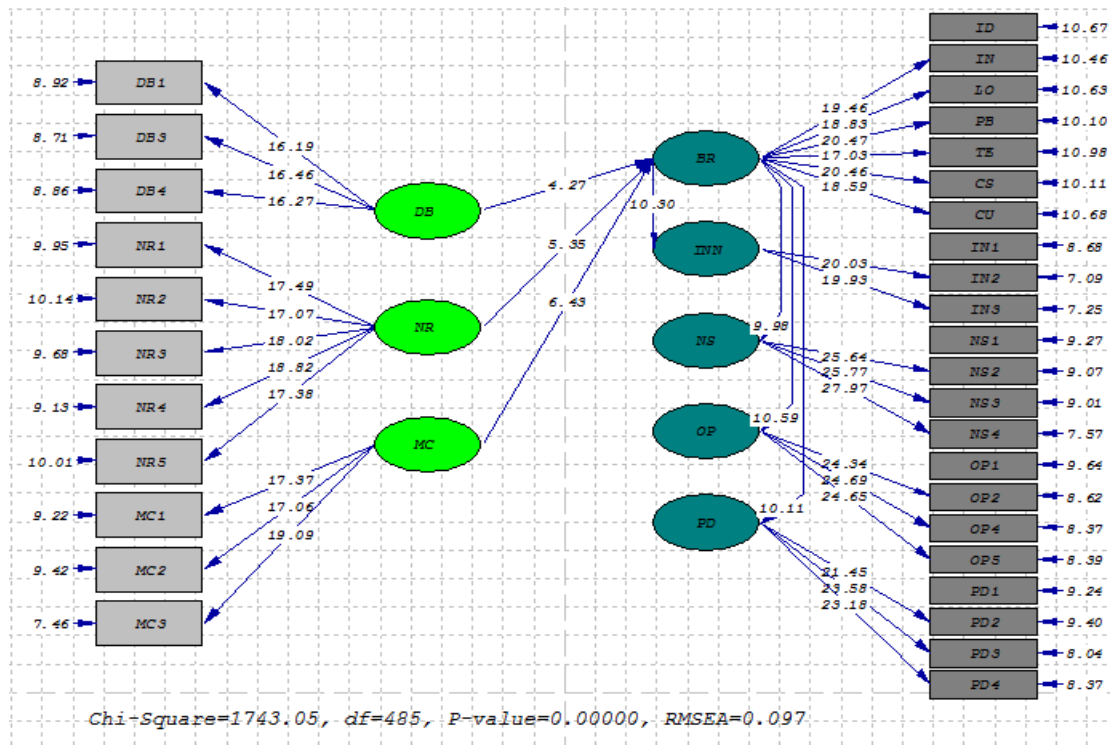 8.92 DB1
8.71 DB3
8.86 DB4
9.95 NR1
10.14 NR2
9.68 NR3
9.13 NR4
10.01 NR5
9.22 MC1
9.42 MC2
7.46 MC3
16.19
16.46
16.27
17.49
17.07
18.02
18.82
17.38
17.37
17.06
19.09
DB
NR
MC
4.27
5.35
6.43
BR
10.30
INN
NS
9.98
OP
10.59
PD
10.11
19.46
18.83
20.47
17.03
20.46
18.59
20.03
19.93
25.64
25.77
27.97
24.34
24.69
24.65
21.45
23.58
23.18
ID 10.67
IN 10.46
LO 10.63
PB 10.10
TE 10.98
CS 10.11
CU 10.68
IN1 8.68
IN2 7.09
IN3 7.25
NS1 9.27
NS2 9.07
NS3 9.01
NS4 7.57
OP1 9.64
OP2 8.62
OP4 8.37
OP5 8.39
PD1 9.24
PD2 9.40
PD3 8.04
PD4 8.37
Chi-Square=1743.05, df=485, P-value=0.00000, RMSEA=0.097